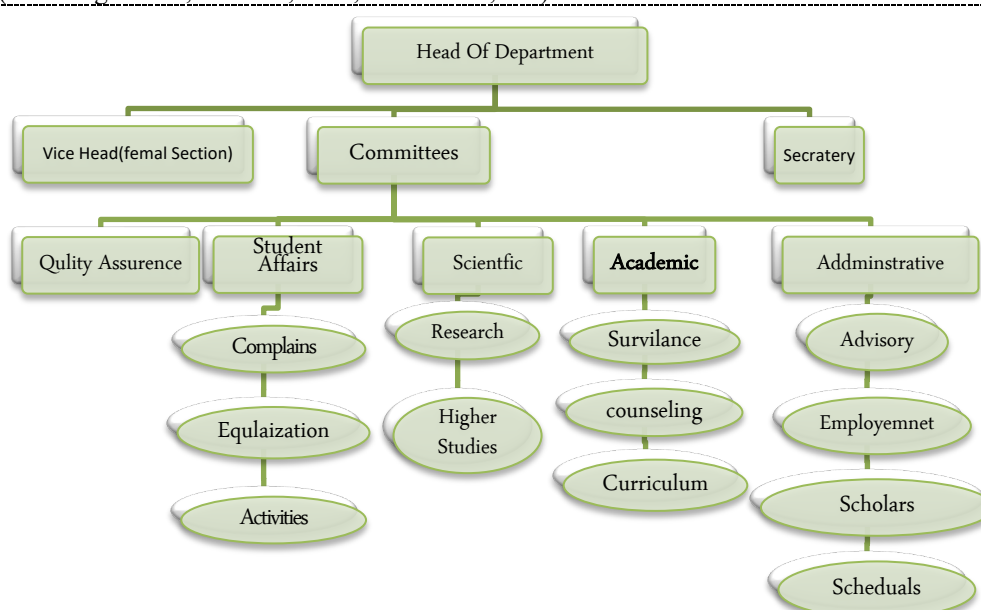 Head Of Department
Vice Head(femal Section)
Committees
Secratery
Qulity Assurence
Student
Affairs
Scientfic
Academic
Addminstrative
Complains
Research
Survilance
Advisory
Equlaization
Higher
Studies
counseling
Employemnet
Activities
Curriculum
Scholars
Scheduals